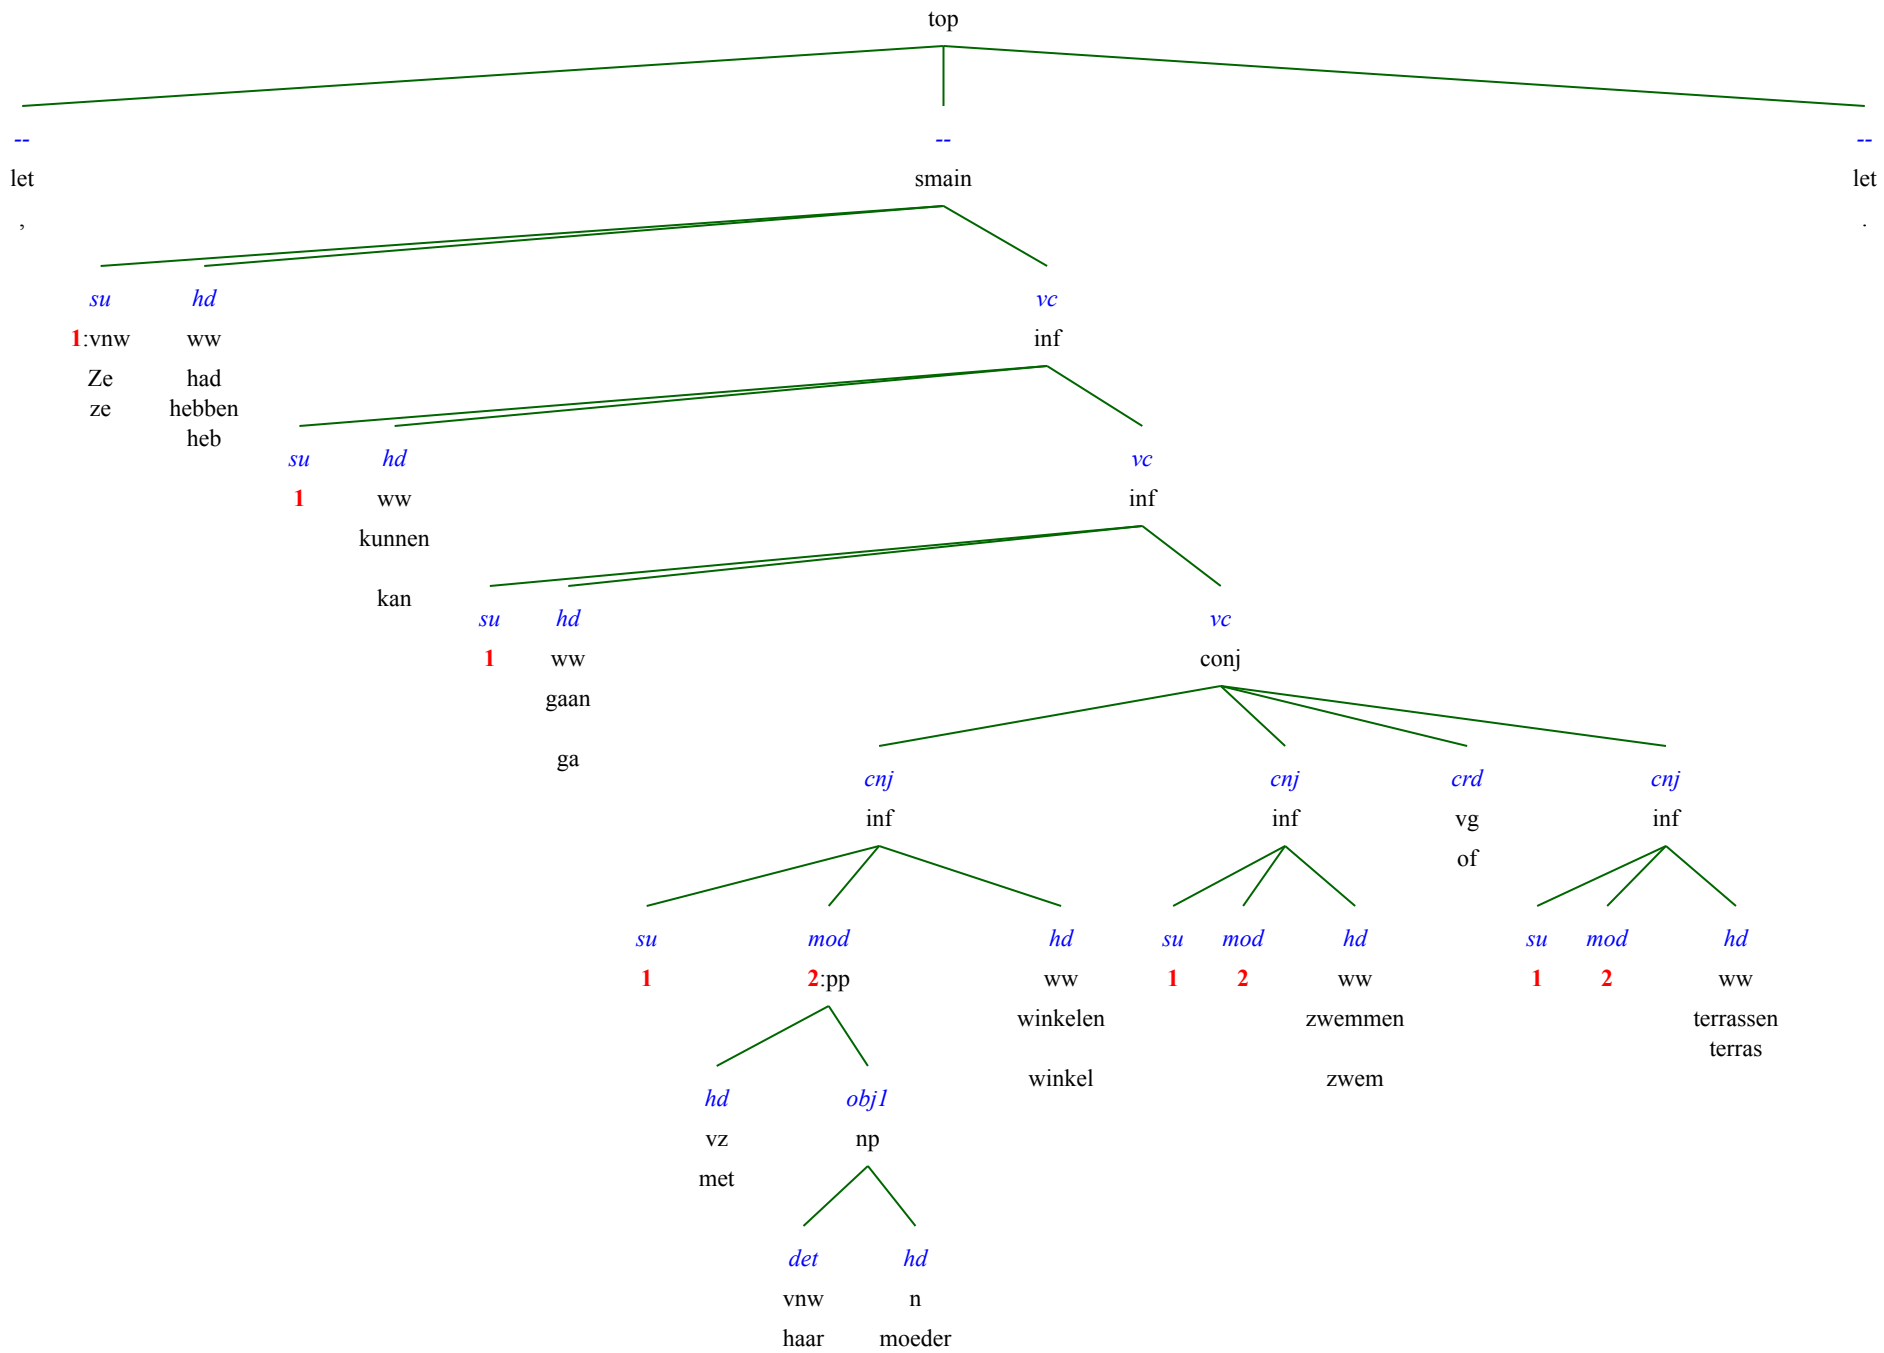 top
-- -- --
let smain let
, .
su hd vc
1:vnw ww inf
Ze had
ze hebben
heb
su hd vc
1 ww inf
kunnen
kan
su hd vc
1 ww conj
gaan
ga
cnj cnj crd cnj
inf inf vg inf
of
su mod hd su mod hd su mod hd
1 2:pp ww 1 2 ww 1 2 ww
winkelen zwemmen terrassen
terras
winkel zwem
hd obj1
vz np
met
det hd
vnw n
haar moeder